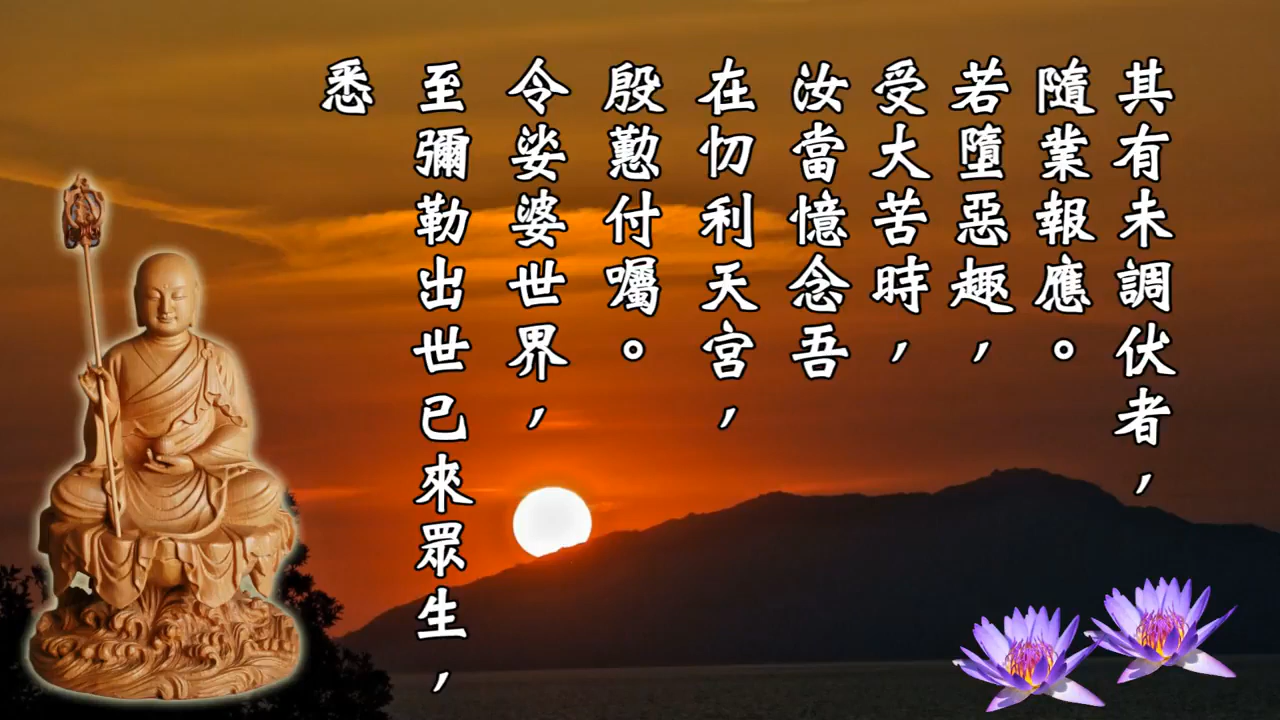 其有未調伏者，
隨業報應。
若墮惡趣，
受大苦時，
汝當憶念吾
在忉利天宮，
殷勤付囑。
令娑婆世界，
至彌勒出世已來眾生，
悉